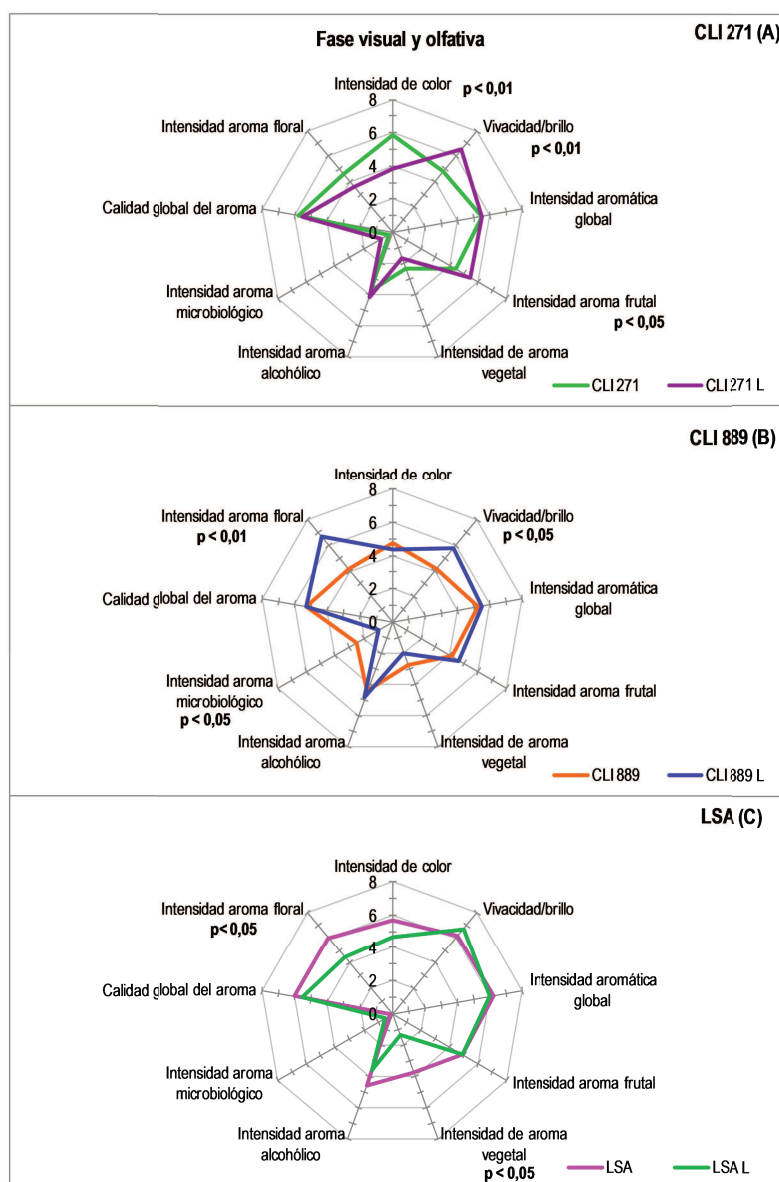 CLI 271 (A)
Fase visual y olfativa
Intensidad de color
p < 0,01
8
Intensidad aroma floral
Vivacidad/brillo
p < 0,01
6
4
Calidad global del aroma
Intensidad aromática
global
2
0
Intensidad aroma
microbiológico
Intensidad aroma frutal
p < 0,05
Intensidad aroma
alcohólico
Intensidad de aroma
vegetal
CLI 271
CLI 271 L
CLI 889 (B)
Intensidad de color
8
Intensidad aroma floral
p < 0,01
Vivacidad/brillo
p < 0,05
6
4
Calidad global del aroma
Intensidad aromática
global
2
0
Intensidad aroma
microbiológico
p < 0,05
Intensidad aroma frutal
Intensidad aroma
alcohólico
Intensidad de aroma
vegetal
CLI 889
CLI 889 L
LSA (C)
Intensidad de color
8
Intensidad aroma floral
p< 0,05
Vivacidad/brillo
6
4
Calidad global del aroma
Intensidad aromática
global
2
0
Intensidad aroma
microbiológico
Intensidad aroma frutal
Intensidad aroma
alcohólico
Intensidad de aroma
vegetal
p < 0,05
LSA
LSA L